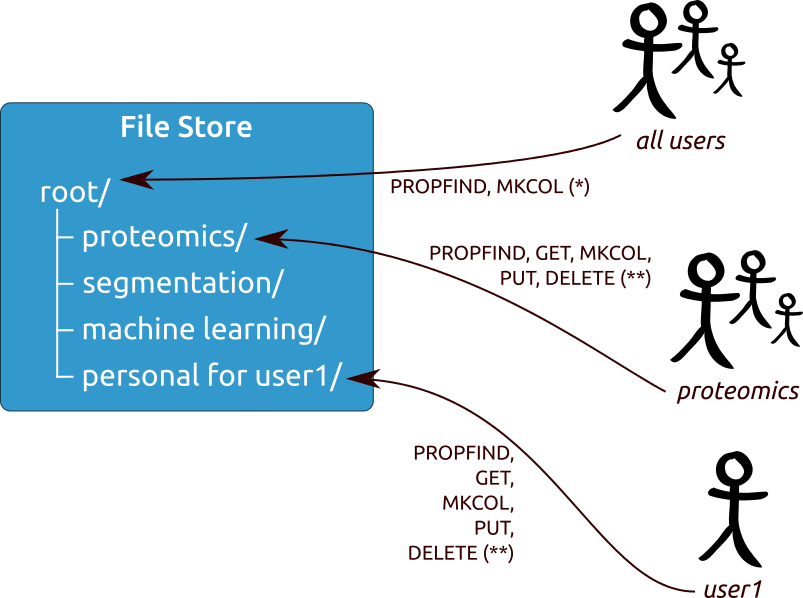 File Store
all users
root/
PROPFIND, MKCOL (*)
proteomics/
PROPFIND, GET, MKCOL,
PUT, DELETE (**)
segmentation/
machine learning/
personal for user1/
proteomics
PROPFIND,
GET,
MKCOL,
PUT,
DELETE (**)
user1